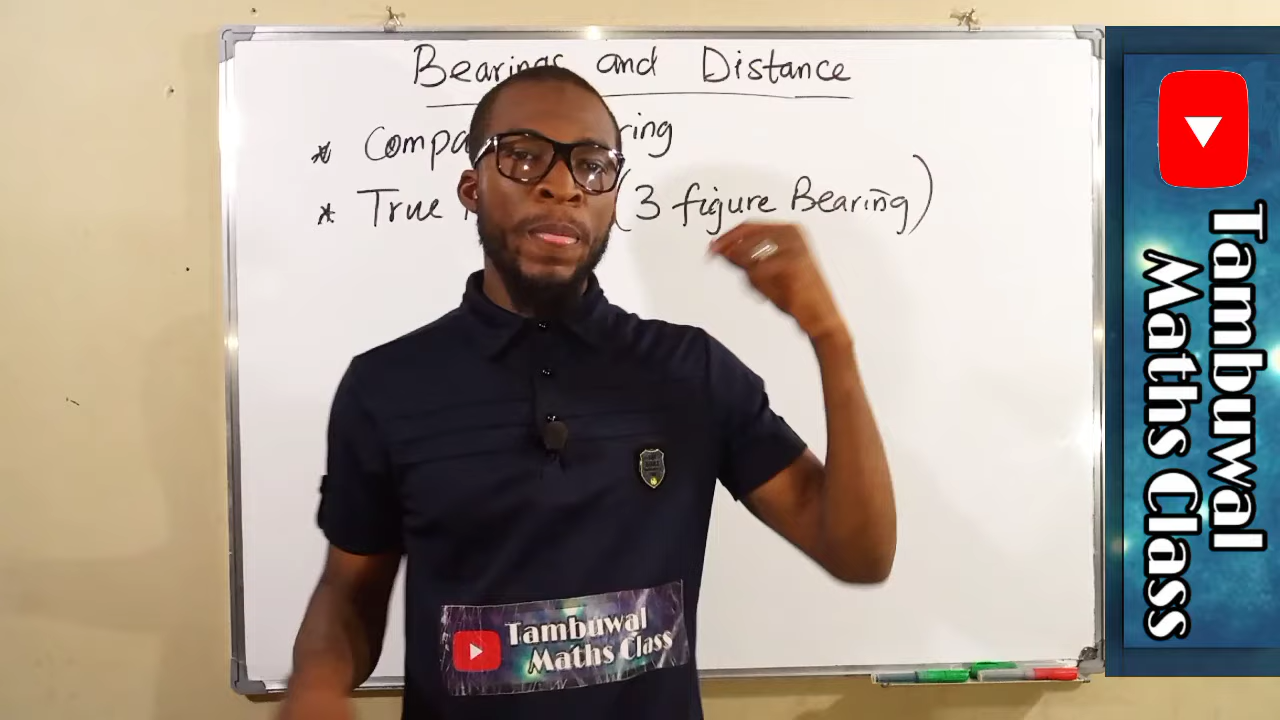 Bearings and Distance
* Compa ring
* True (3 figure Bearing)
Tambuwal
Maths Class
Tambuwal
Maths Class